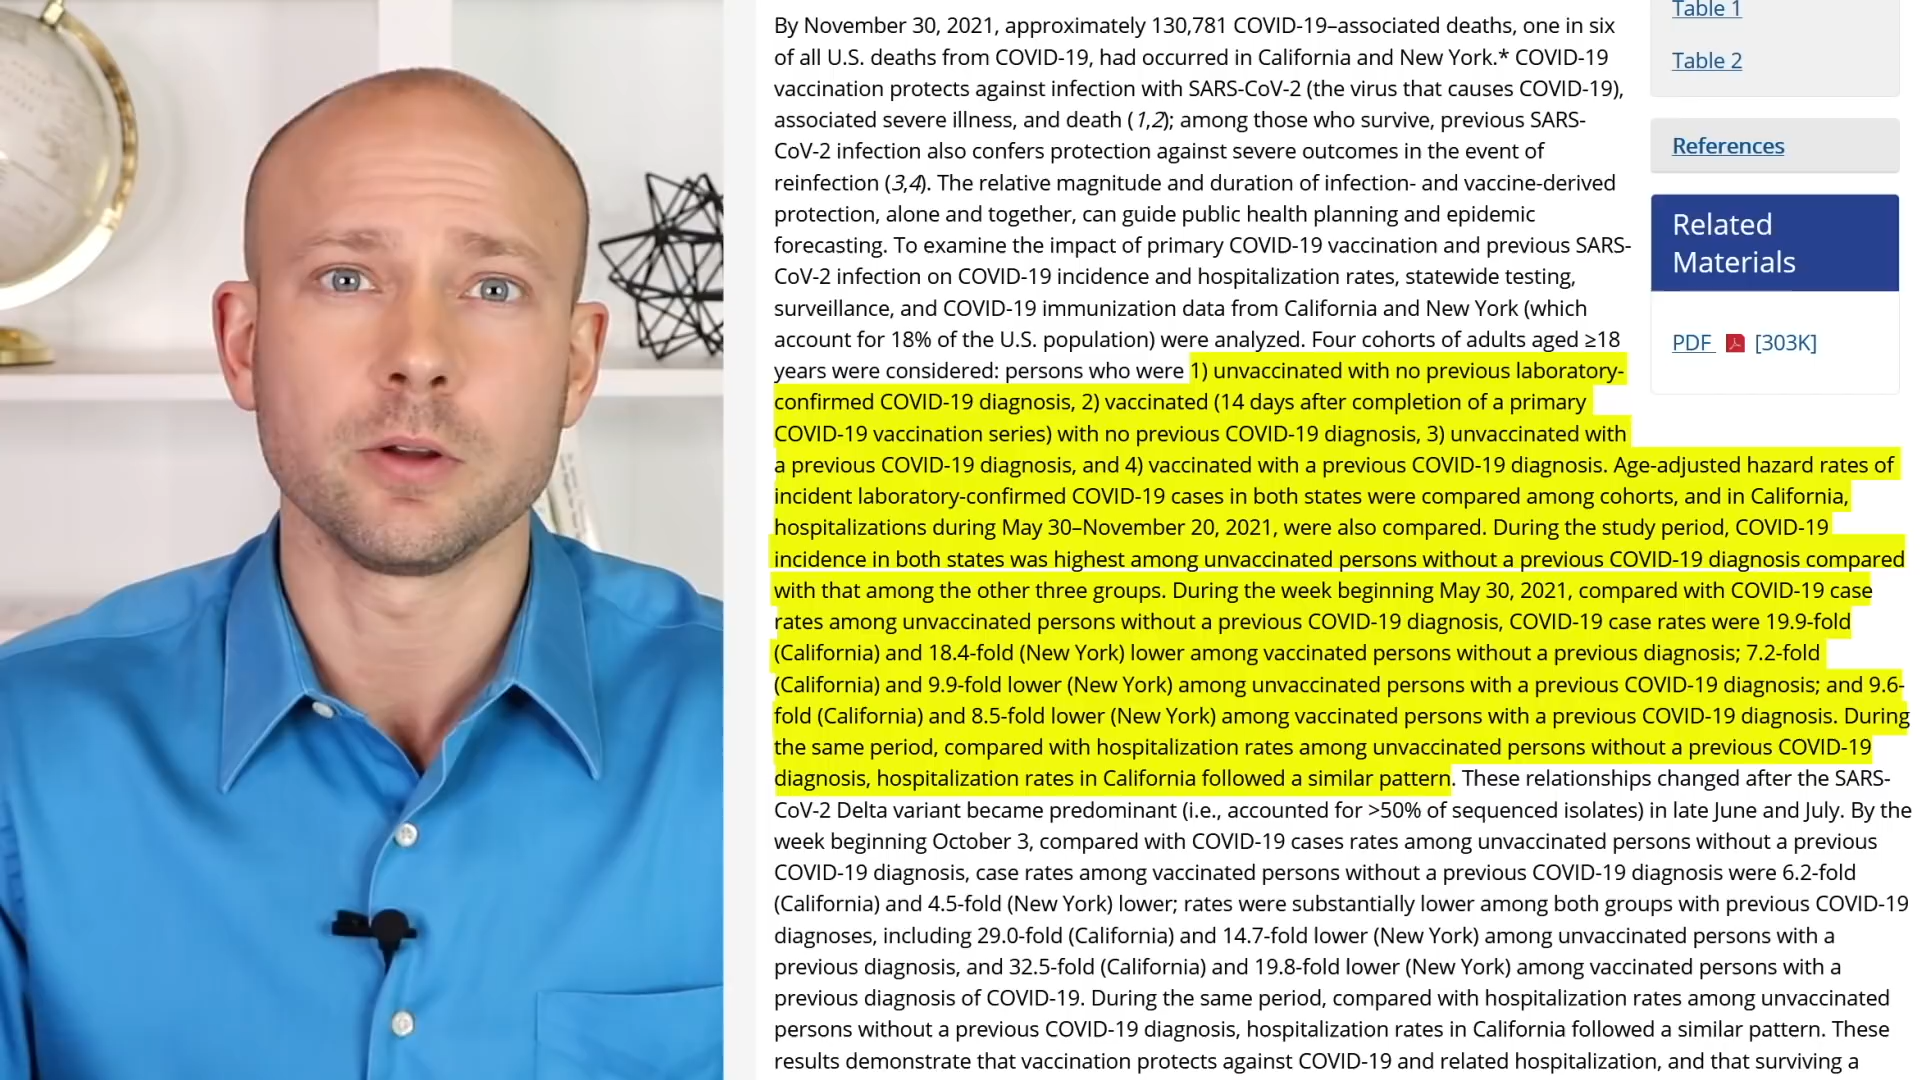 By November 30, 2021, approximately 130,781 COVID-19–associated deaths, one in six
of all U.S. deaths from COVID-19, had occurred in California and New York.* COVID-19
vaccination protects against infection with SARS-CoV-2 (the virus that causes COVID-19),
associated severe illness, and death (1,2); among those who survive, previous SARS-
CoV-2 infection also confers protection against severe outcomes in the event of
reinfection (3,4). The relative magnitude and duration of infection- and vaccine-derived
protection, alone and together, can guide public health planning and epidemic
forecasting. To examine the impact of primary COVID-19 vaccination and previous SARS-
CoV-2 infection on COVID-19 incidence and hospitalization rates, statewide testing,
surveillance, and COVID-19 immunization data from California and New York (which
account for 18% of the U.S. population) were analyzed. Four cohorts of adults aged ≥18
years were considered: persons who were 1) unvaccinated with no previous laboratory-
confirmed COVID-19 diagnosis, 2) vaccinated (14 days after completion of a primary
COVID-19 vaccination series) with no previous COVID-19 diagnosis, 3) unvaccinated with
a previous COVID-19 diagnosis, and 4) vaccinated with a previous COVID-19 diagnosis. Age-adjusted hazard rates of
incident laboratory-confirmed COVID-19 cases in both states were compared among cohorts, and in California,
hospitalizations during May 30–November 20, 2021, were also compared. During the study period, COVID-19
incidence in both states was highest among unvaccinated persons without a previous COVID-19 diagnosis compared
with that among the other three groups. During the week beginning May 30, 2021, compared with COVID-19 case
rates among unvaccinated persons without a previous COVID-19 diagnosis, COVID-19 case rates were 19.9-fold
(California) and 18.4-fold (New York) lower among vaccinated persons without a previous diagnosis; 7.2-fold
(California) and 9.9-fold lower (New York) among unvaccinated persons with a previous COVID-19 diagnosis; and 9.6-
fold (California) and 8.5-fold lower (New York) among vaccinated persons with a previous COVID-19 diagnosis. During
the same period, compared with hospitalization rates among unvaccinated persons without a previous COVID-19
diagnosis, hospitalization rates in California followed a similar pattern. These relationships changed after the SARS-
CoV-2 Delta variant became predominant (i.e., accounted for >50% of sequenced isolates) in late June and July. By the
week beginning October 3, compared with COVID-19 cases rates among unvaccinated persons without a previous
COVID-19 diagnosis, case rates among vaccinated persons without a previous COVID-19 diagnosis were 6.2-fold
(California) and 4.5-fold (New York) lower; rates were substantially lower among both groups with previous COVID-19
diagnoses, including 29.0-fold (California) and 14.7-fold lower (New York) among unvaccinated persons with a
previous diagnosis, and 32.5-fold (California) and 19.8-fold lower (New York) among vaccinated persons with a
previous diagnosis of COVID-19. During the same period, compared with hospitalization rates among unvaccinated
persons without a previous COVID-19 diagnosis, hospitalization rates in California followed a similar pattern. These
results demonstrate that vaccination protects against COVID-19 and related hospitalization, and that surviving a
Table 1
Table 2
References
Related
Materials
PDF [303K]